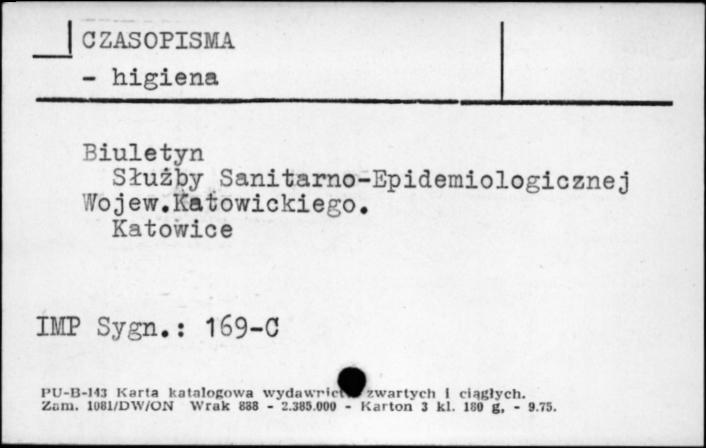 CZASOPISMA
- higiena
Biuletyn
Służby Sanitarno-Epidemiologicznej
Wojew.Katowickiego.
Katowice
IMP Sygn.: 169-C
PU-B-143 Karta katalogowa wydawnictw zwartych i ciągłych.
Zam. 1081/DW/ON Wrak 888 - 2.385.000 - Karton 3 kl. 180 g, - 9.75.